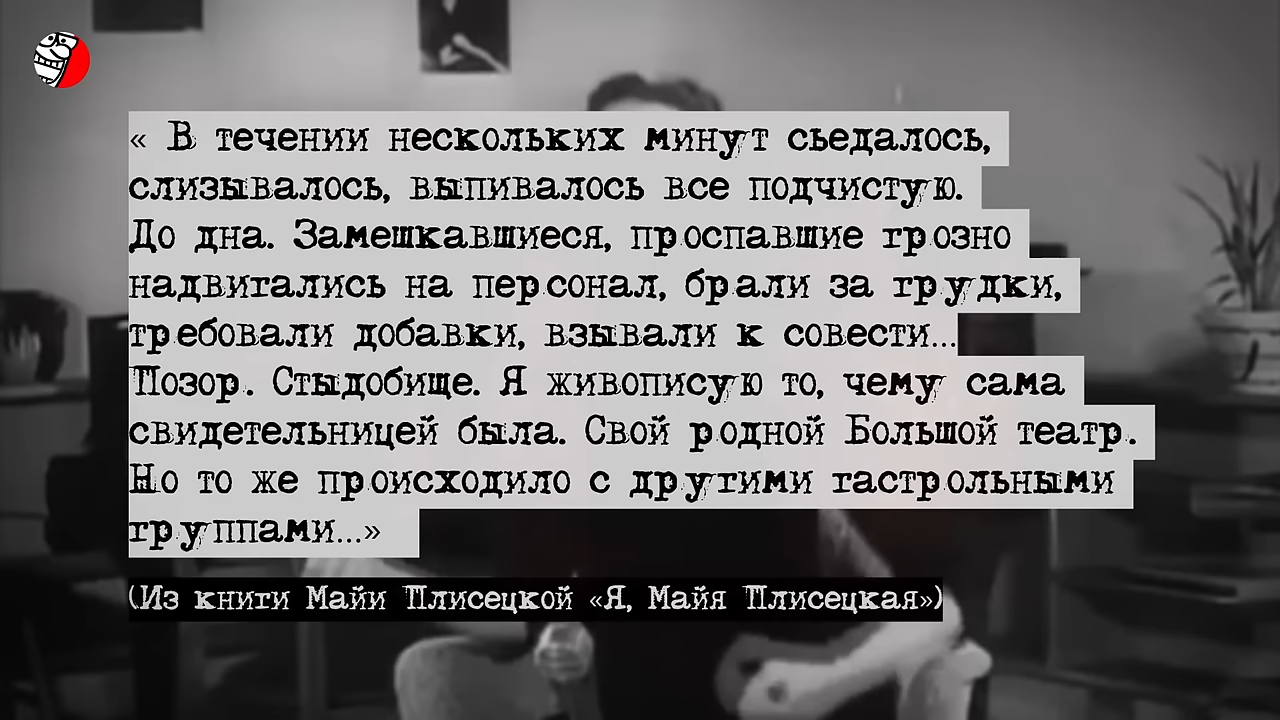 « В течении нескольких минут сьедалось,
слизывалось, выпивалось все подчистую.
До дна. Замешкавшиеся, проспавшие грозно
надвигались на персонал, брали за грудки,
требовали добавки, взывали к совести...
Позор. Стыдобище. Я живописую то, чему сама
свидетельницей была. Свой родной Большой театр.
Но то же происходило с другими гастрольными
группами...»
(Из книги Майи Плисецкой «Я, Майя Плисецкая»)